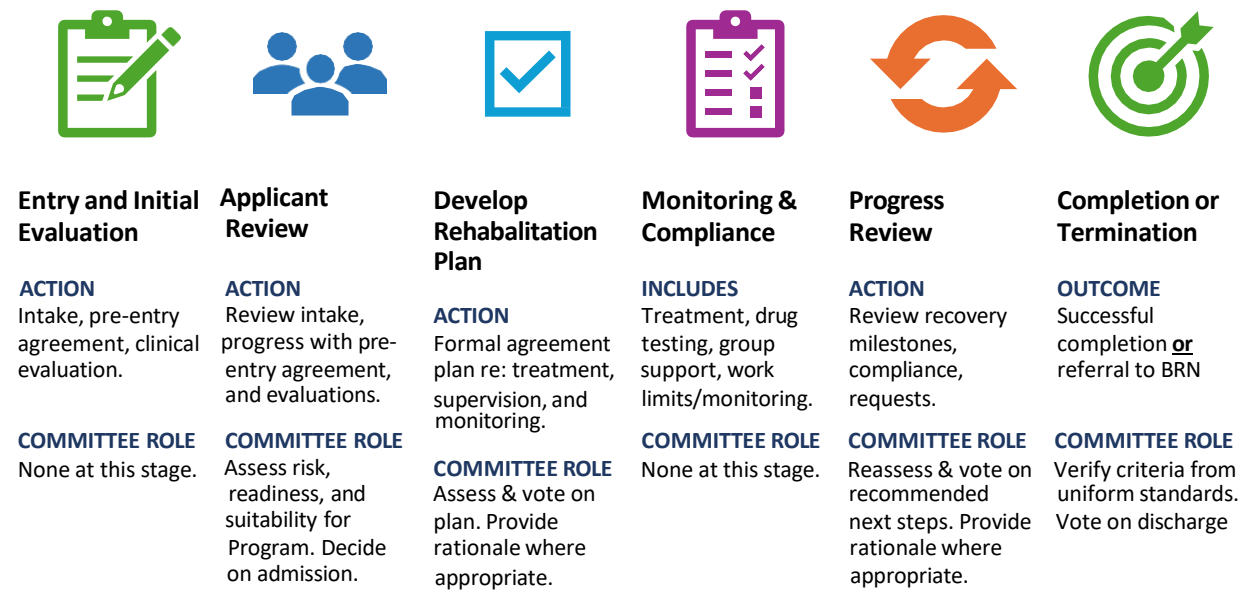 Entry and Initial
Evaluation
ACTION
Intake, pre-entry
agreement, clinical
evaluation.
COMMITTEE ROLE
None at this stage.
Applicant
Review
ACTION
Review intake,
progress with pre-
entry agreement,
and evaluations.
COMMITTEE ROLE
Assess risk,
readiness, and
suitability for
Program. Decide
on admission.
Develop
Rehabalitation
Plan
ACTION
Formal agreement
plan re: treatment,
supervision, and
monitoring.
COMMITTEE ROLE
Assess & vote on
plan. Provide
rationale where
appropriate.
Monitoring &
Compliance
INCLUDES
Treatment, drug
testing, group
support, work
limits/monitoring.
COMMITTEE ROLE
None at this stage.
Progress
Review
ACTION
Review recovery
milestones,
compliance,
requests.
COMMITTEE ROLE
Reassess & vote on
recommended
next steps. Provide
rationale where
appropriate.
Completion or
Termination
OUTCOME
Successful
completion or
referral to BRN
COMMITTEE ROLE
Verify criteria from
uniform standards.
Vote on discharge